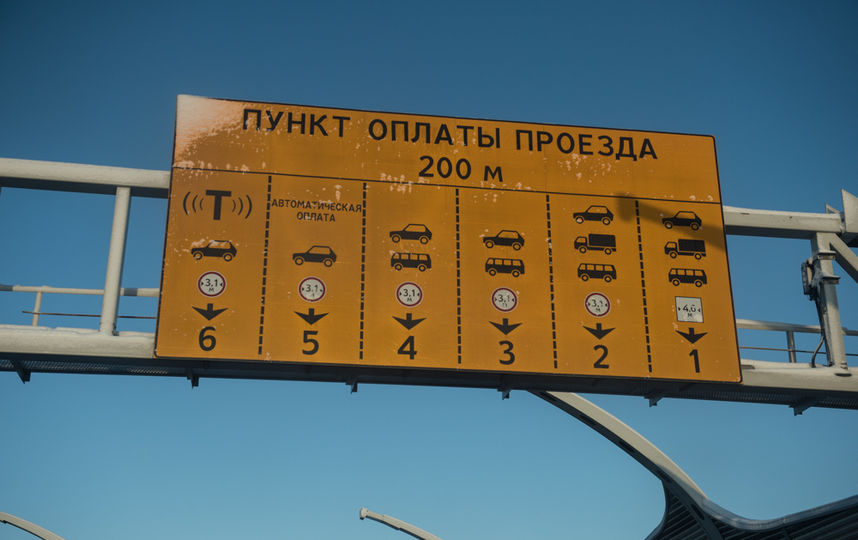 ПУНКТ ОПЛАТЫ ПРОЕЗДА
200 м
((( Т )))
АВТОМАТИЧЕСКАЯ
ОПЛАТА
3,1
м
3,1
3,1
м
3,1
3,1
м
4,6
м
6
5
4
3
2
1